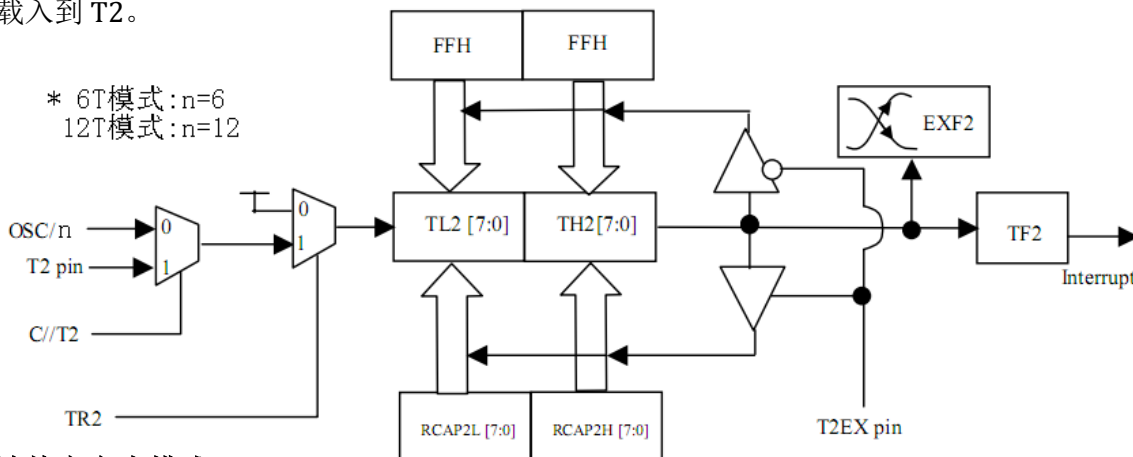 载入到 T2。
FFH
FFH
* 6T模式:n=6
12T模式:n=12
EXF2
OSC/n
0
1
T2 pin
0
1
TL2 [7:0]
TH2[7:0]
TF2
Interrupt
C//T2
TR2
RCAP2L [7:0]
RCAP2H [7:0]
T2EX pin